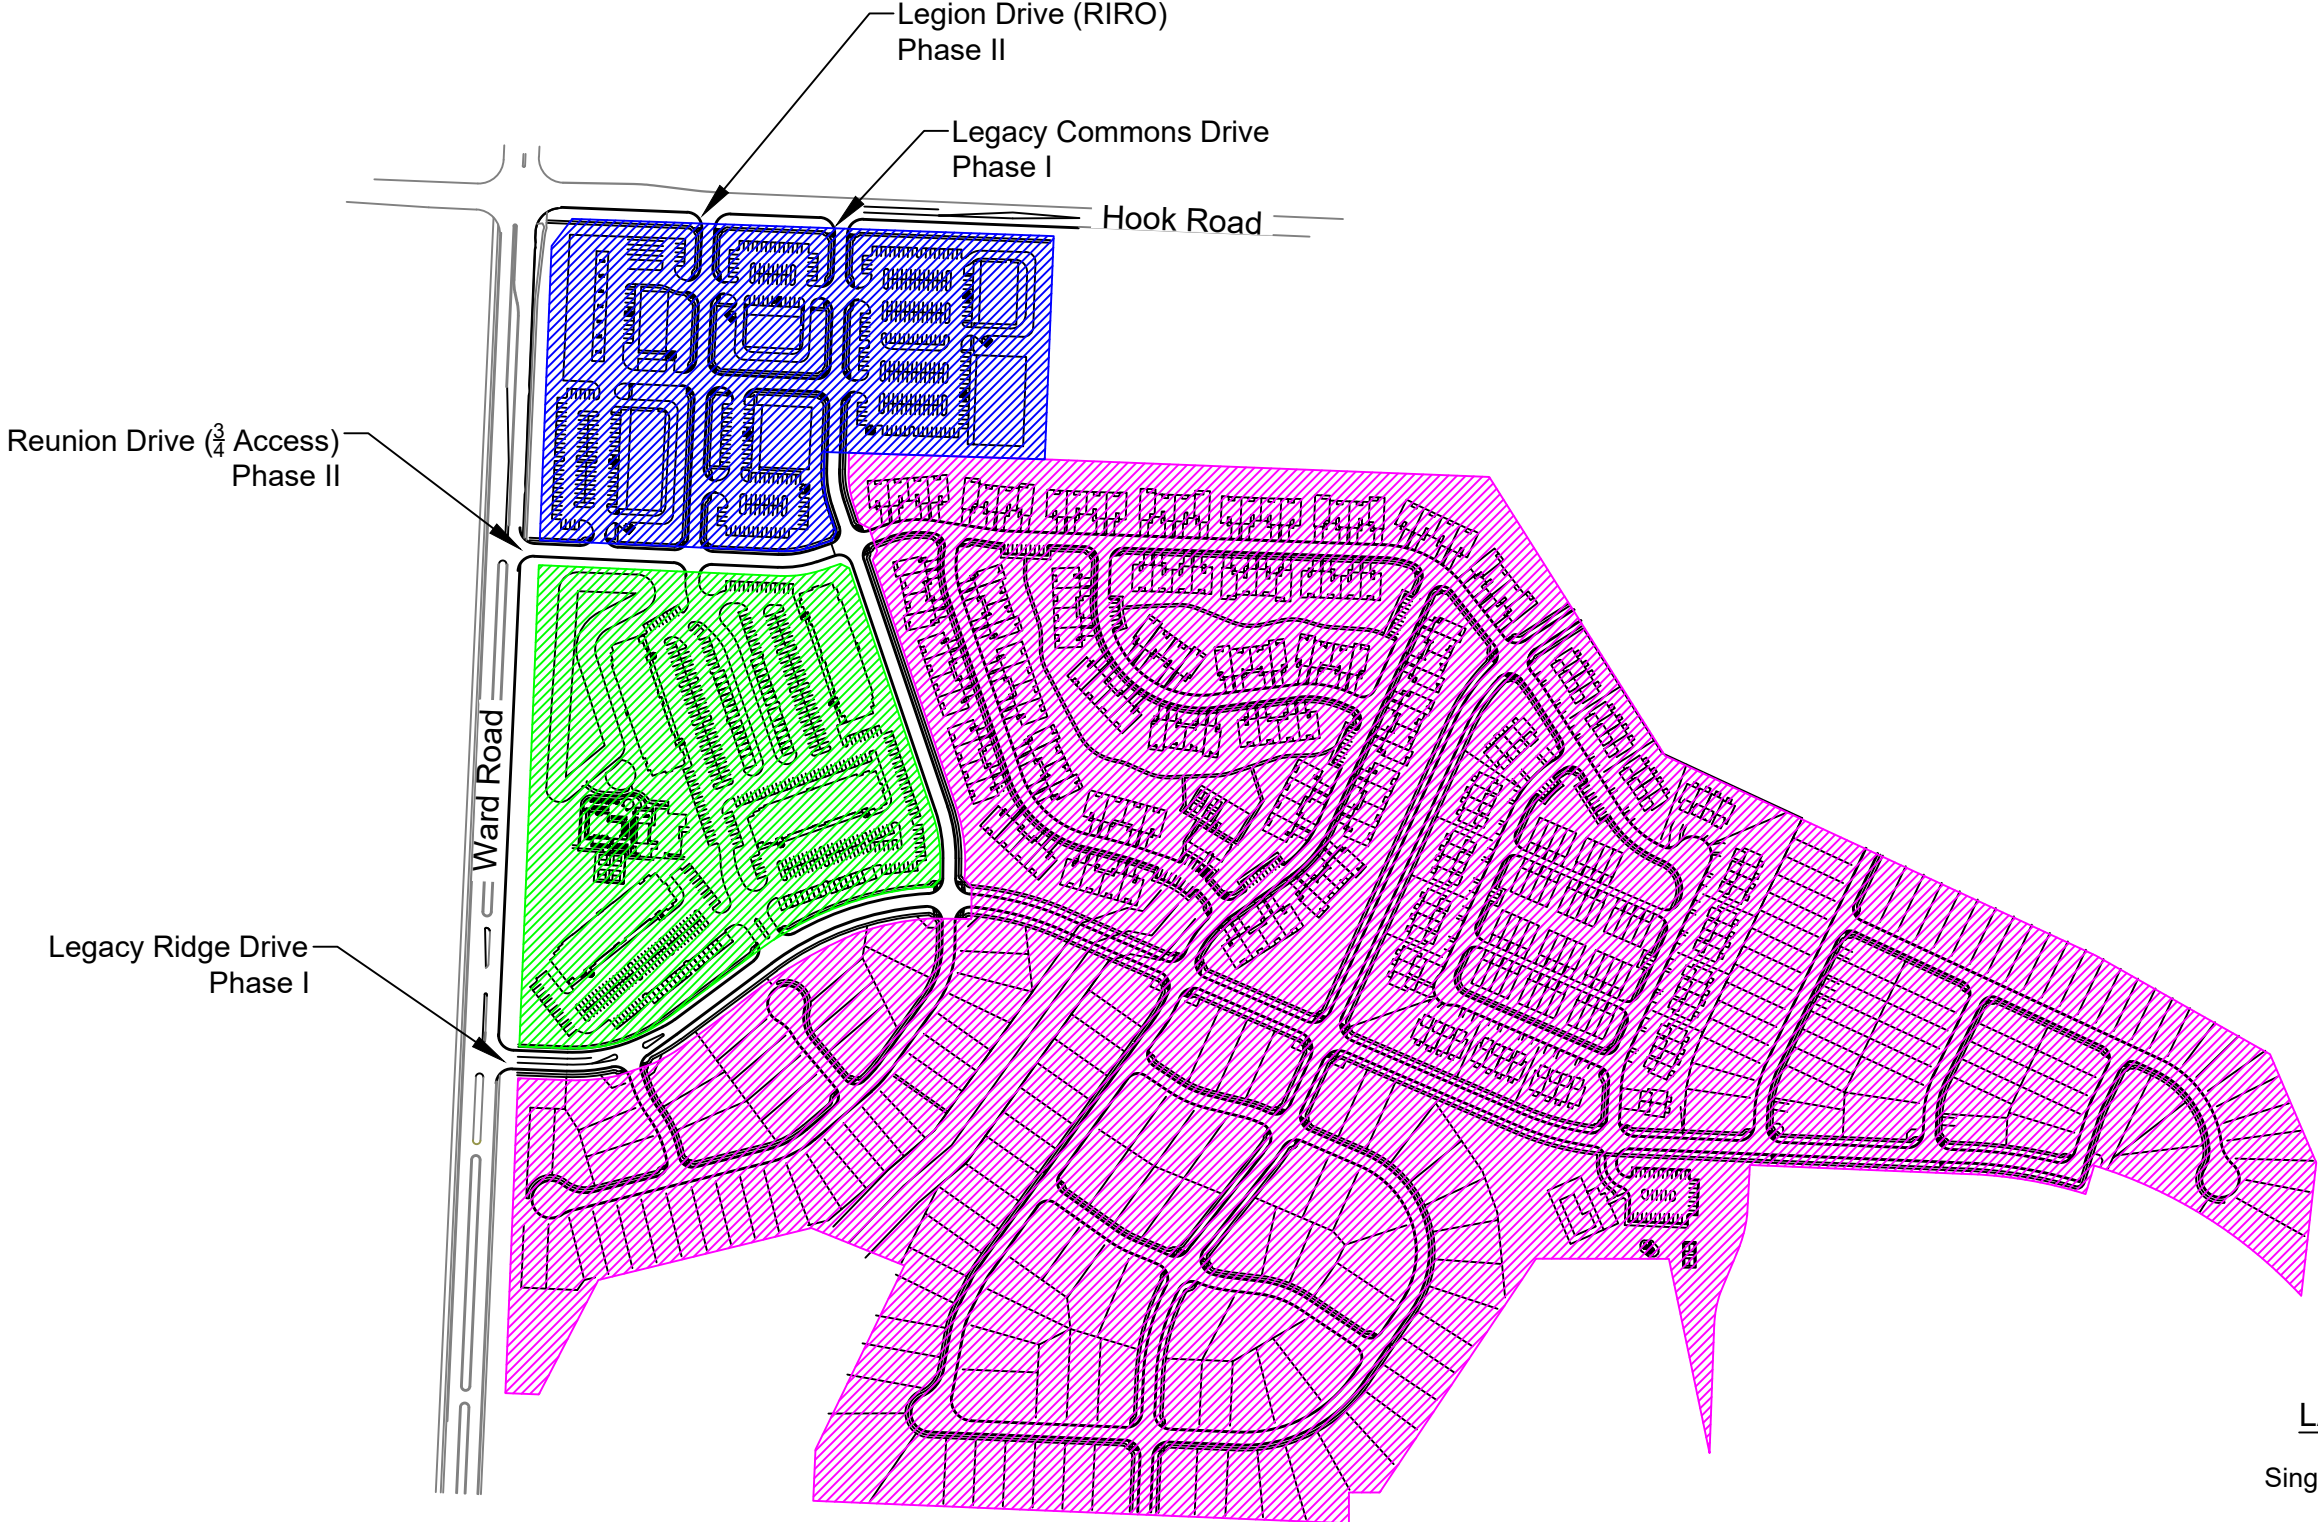 Legion Drive (RIRO)
Phase II
Legacy Commons Drive
Phase I
Hook Road
Reunion Drive (¾ Access)
Phase II
Ward Road
Legacy Ridge Drive
Phase I